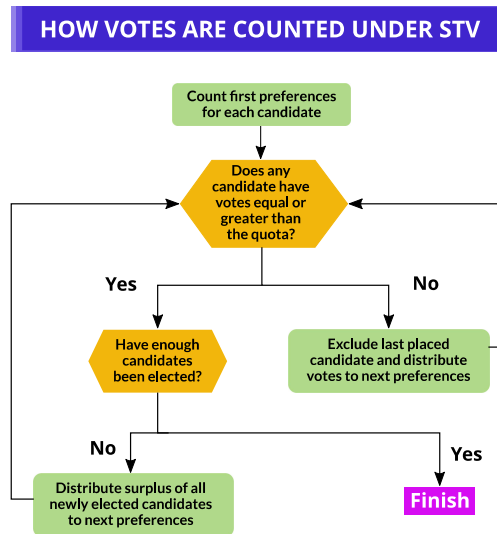 HOW VOTES ARE COUNTED UNDER STV
Count first preferences
for each candidate
Does any
candidate have
votes equal or
greater than
the quota?
Yes
No
Have enough
candidates
been elected?
Exclude last placed
candidate and distribute
votes to next preferences
No
Yes
Distribute surplus of all
newly elected candidates
to next preferences
Finish